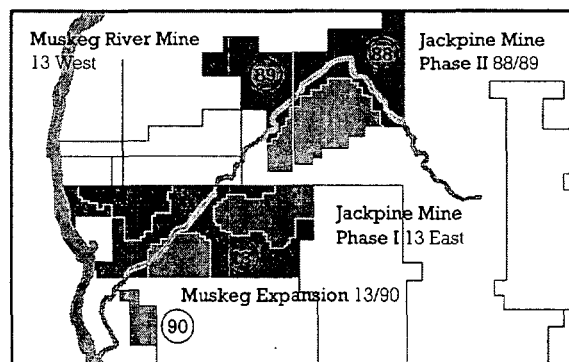 Muskeg River Mine
13 West
89
88
Jackpine Mine
Phase II 88/89
Jackpine Mine
Phase I 13 East
Muskeg Expansion 13/90
90